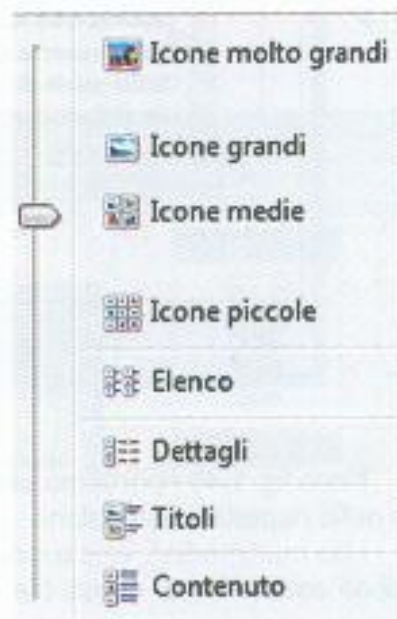 Icone molto grandi
Icone grandi
Icone medie
Icone piccole
Elenco
Dettagli
Titoli
Contenuto